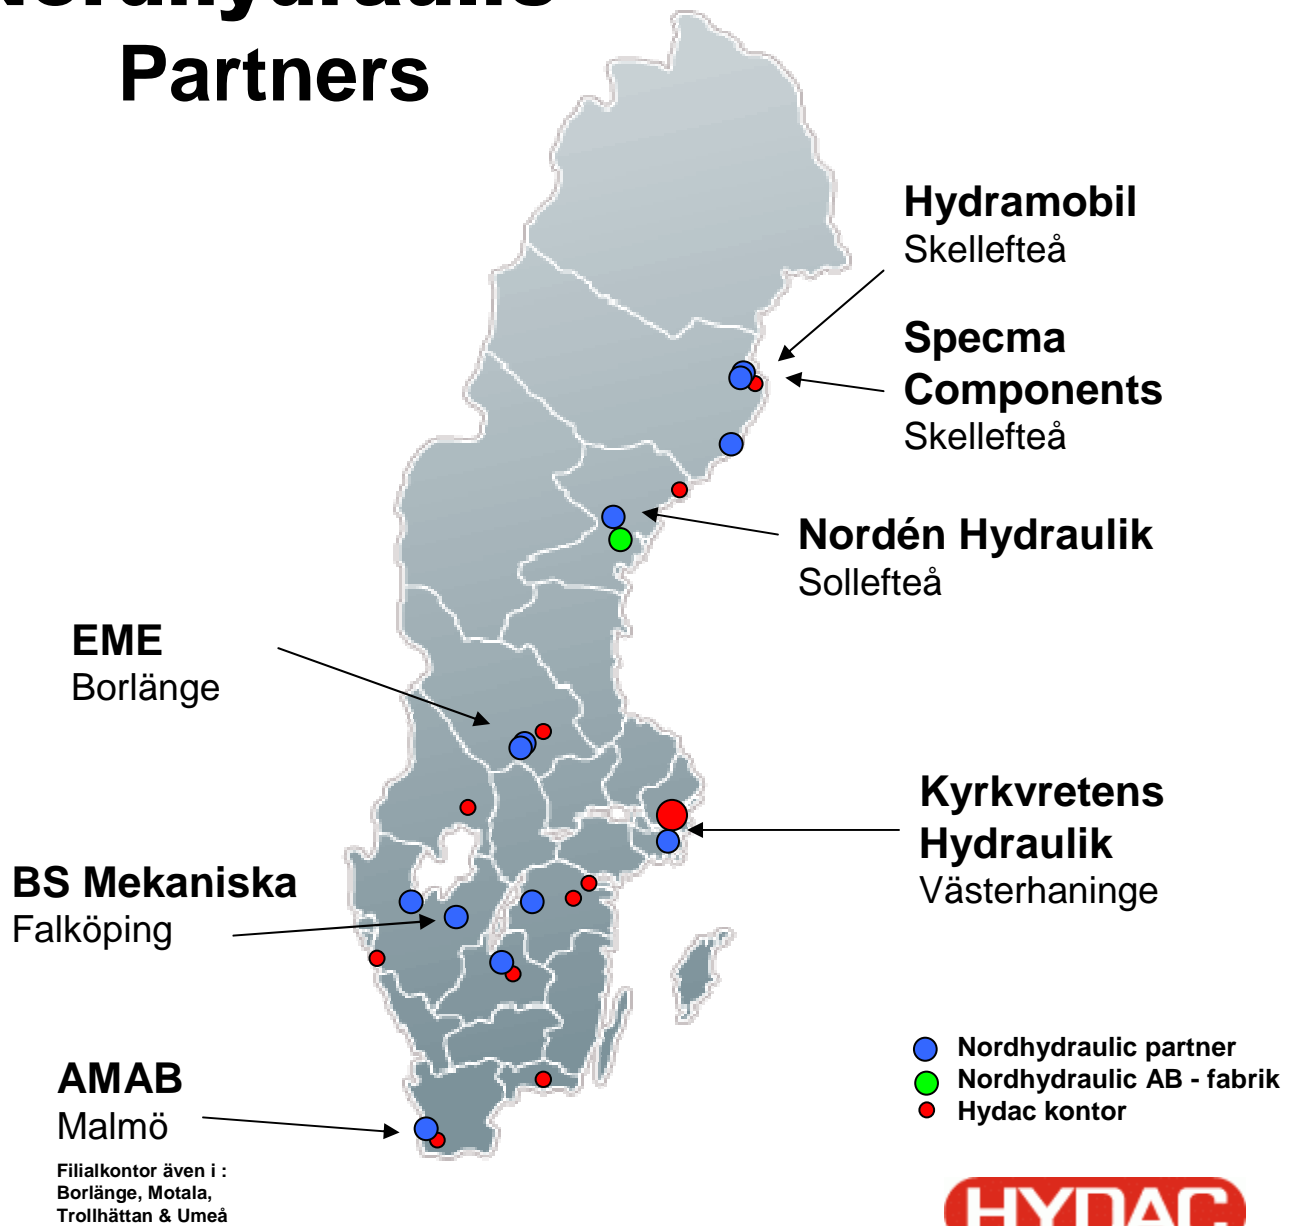 Nordhydraulic
Partners
Hydramobil
Skellefteå
Specma
Components
Skellefteå
Nordén Hydraulik
Sollefteå
EME
Borlänge
Kyrkvretens
Hydraulik
Västerhaninge
BS Mekaniska
Falköping
AMAB
Malmö
Filialkontor även i :
Borlänge, Motala,
Trollhättan & Umeå
Nordhydraulic partner
Nordhydraulic AB - fabrik
Hydac kontor
HYDAC